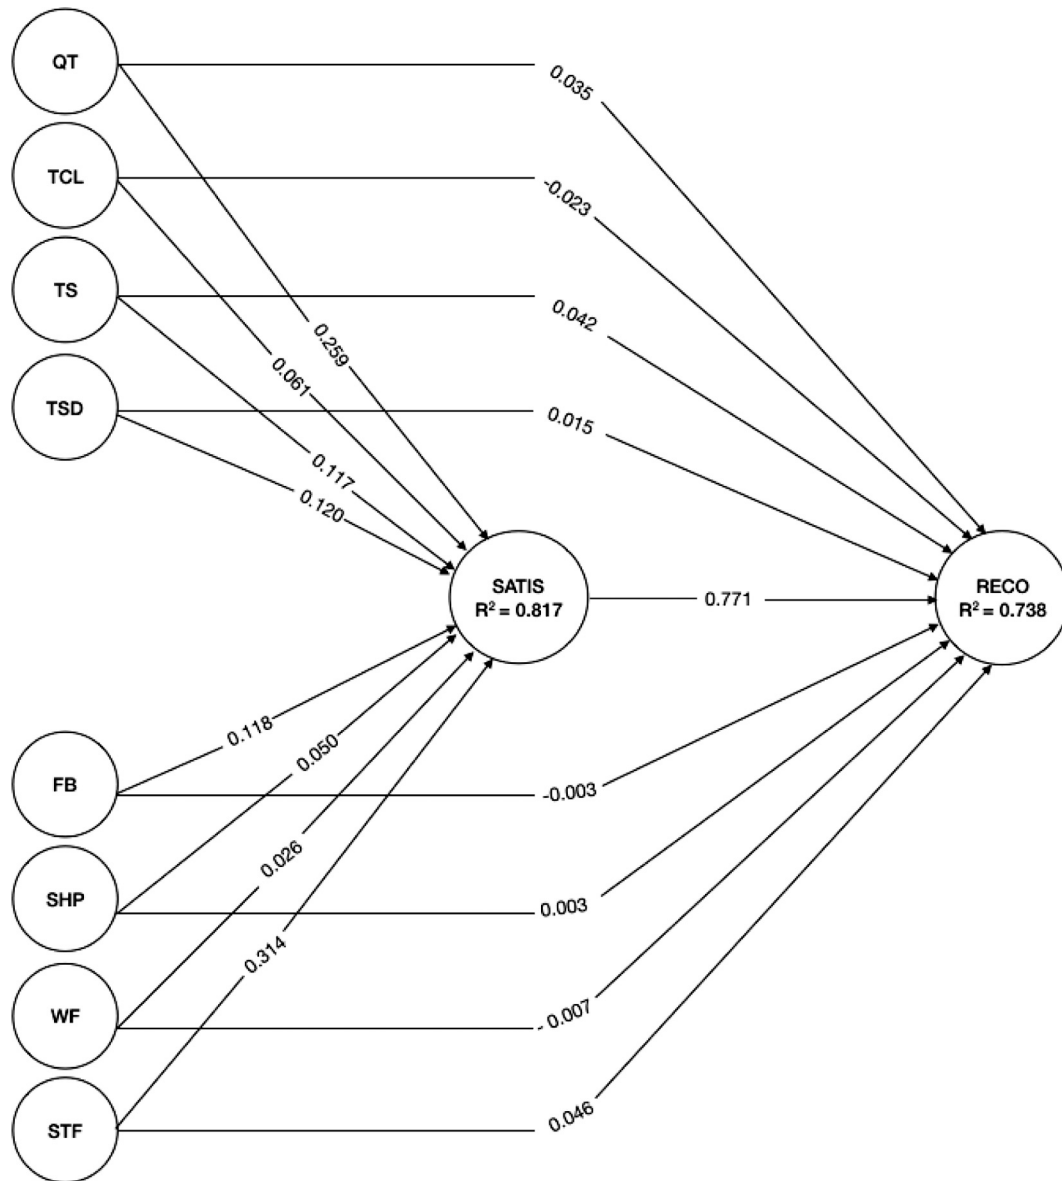 QT
0.035
TCL
-0.023
TS
0.042
0.259
0.061
TSD
0.015
0.117
0.120
SATIS
R² = 0.817
0.771
RECO
R² = 0.738
0.118
0.050
FB
-0.003
0.026
SHP
0.003
0.314
WF
- 0.007
STF
0.046